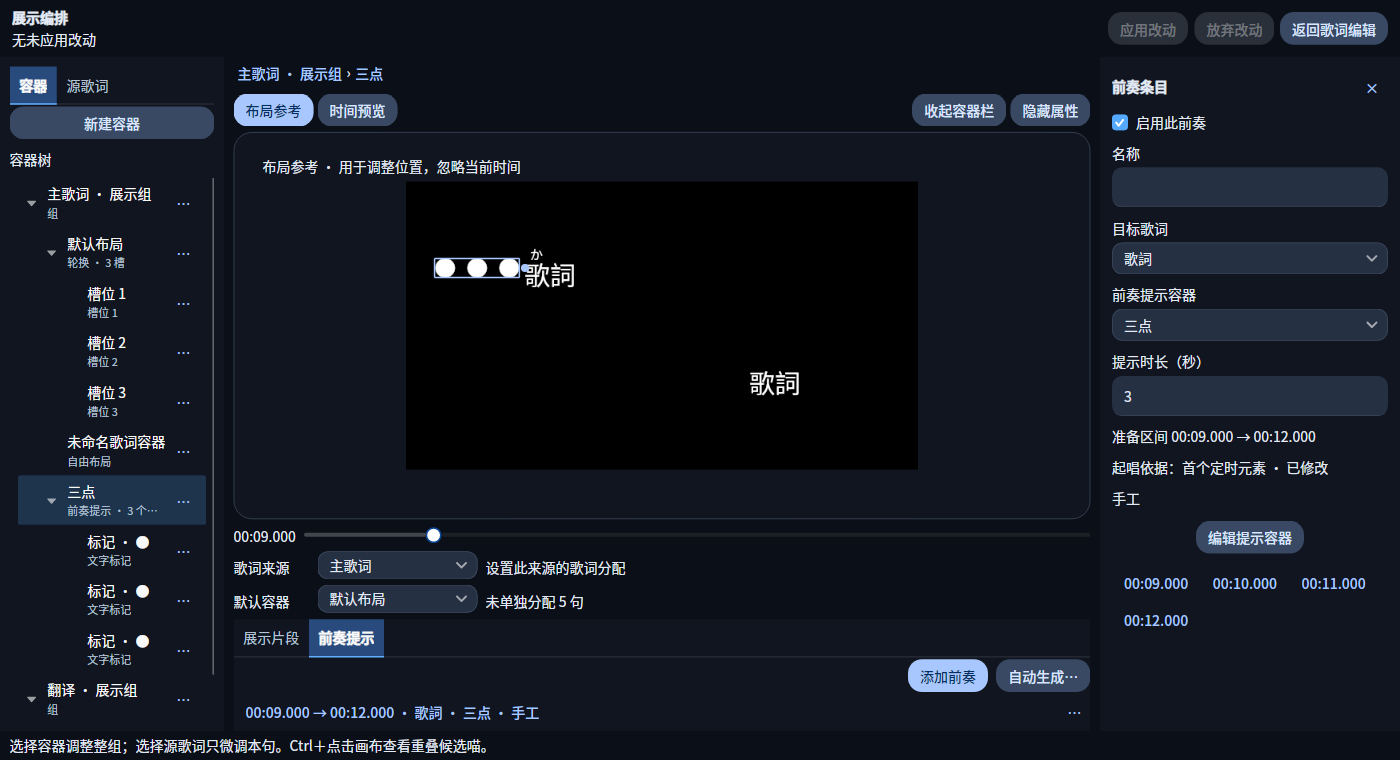 展示编排
无未应用改动
应用改动
放弃改动
返回歌词编辑
容器
源歌词
新建容器
容器树
主歌词 · 展示组
组
...
默认布局
轮换 · 3 槽
...
槽位 1
槽位 1
...
槽位 2
槽位 2
...
槽位 3
槽位 3
...
未命名歌词容器
自由布局
...
三点
前奏提示 · 3 个…
...
标记 · ●
文字标记
...
标记 · ●
文字标记
...
标记 · ●
文字标记
...
翻译 · 展示组
组
...
主歌词 · 展示组 › 三点
布局参考
时间预览
收起容器栏
隐藏属性
布局参考 · 用于调整位置，忽略当前时间
か
●●●歌詞
歌詞
00:09.000
歌词来源
主歌词
设置此来源的歌词分配
默认容器
默认布局
未单独分配 5 句
展示片段
前奏提示
添加前奏
自动生成…
00:09.000 → 00:12.000 · 歌詞 · 三点 · 手工
...
前奏条目
×
启用此前奏
名称
目标歌词
歌詞
前奏提示容器
三点
提示时长（秒）
3
准备区间 00:09.000 → 00:12.000
起唱依据：首个定时元素 · 已修改
手工
编辑提示容器
00:09.000
00:10.000
00:11.000
00:12.000
选择容器调整整组；选择源歌词只微调本句。Ctrl＋点击画布查看重叠候选喵。